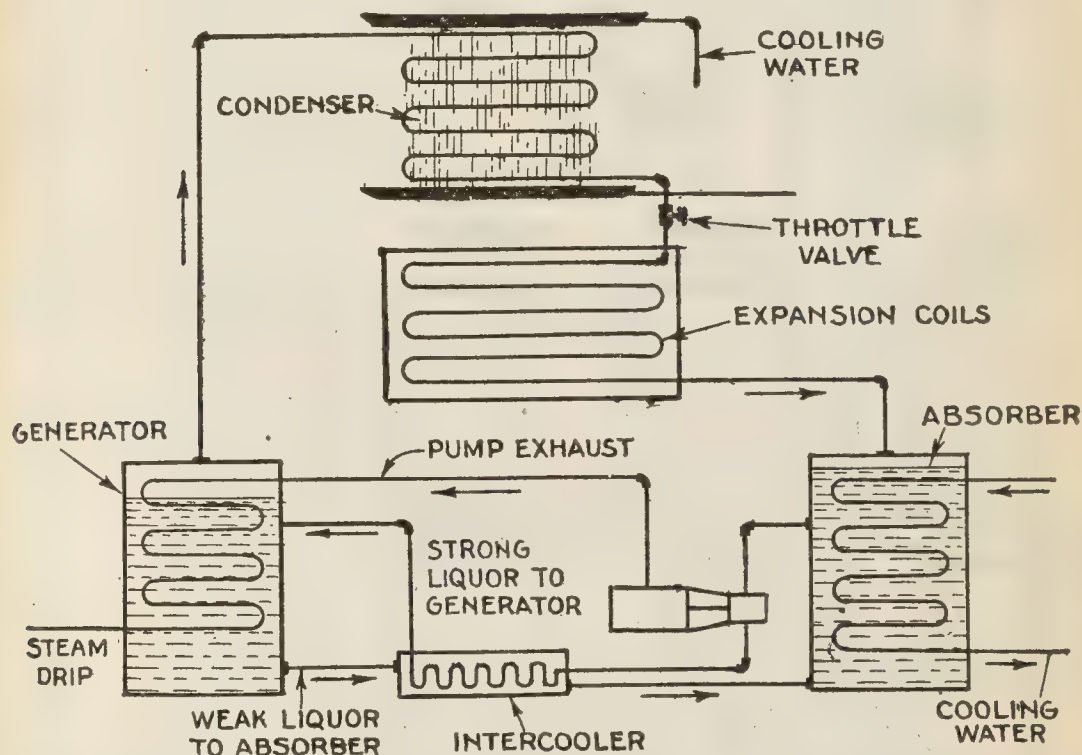 COOLING
WATER
CONDENSER
THROTTLE
VALVE
EXPANSION COILS
GENERATOR
PUMP EXHAUST
ABSORBER
STRONG
LIQUOR TO
GENERATOR
STEAM
DRIP
WEAK LIQUOR
TO ABSORBER
INTERCOOLER
COOLING
WATER